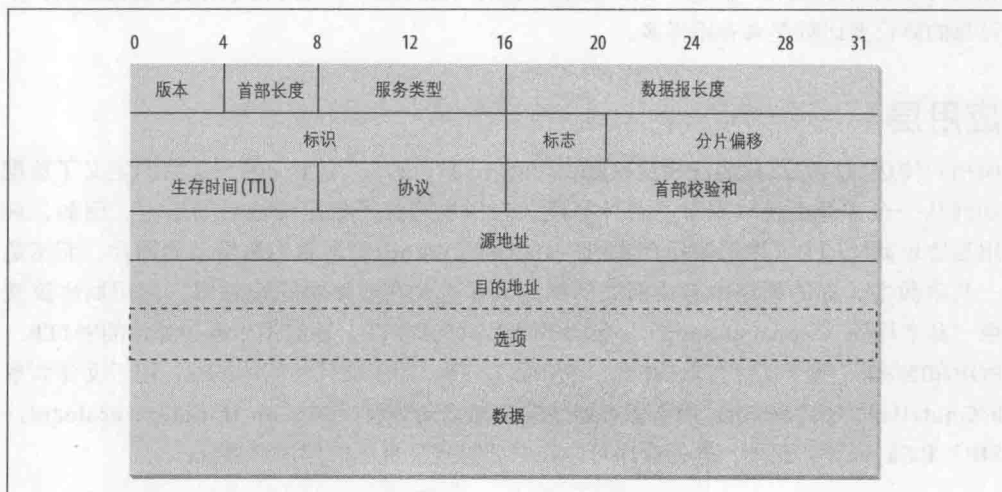 0 4 8 12 16 20 24 28 31
版本 首部长度 服务类型 数据报长度
标识 标志 分片偏移
生存时间(TTL) 协议 首部校验和
源地址
目的地址
选项
数据